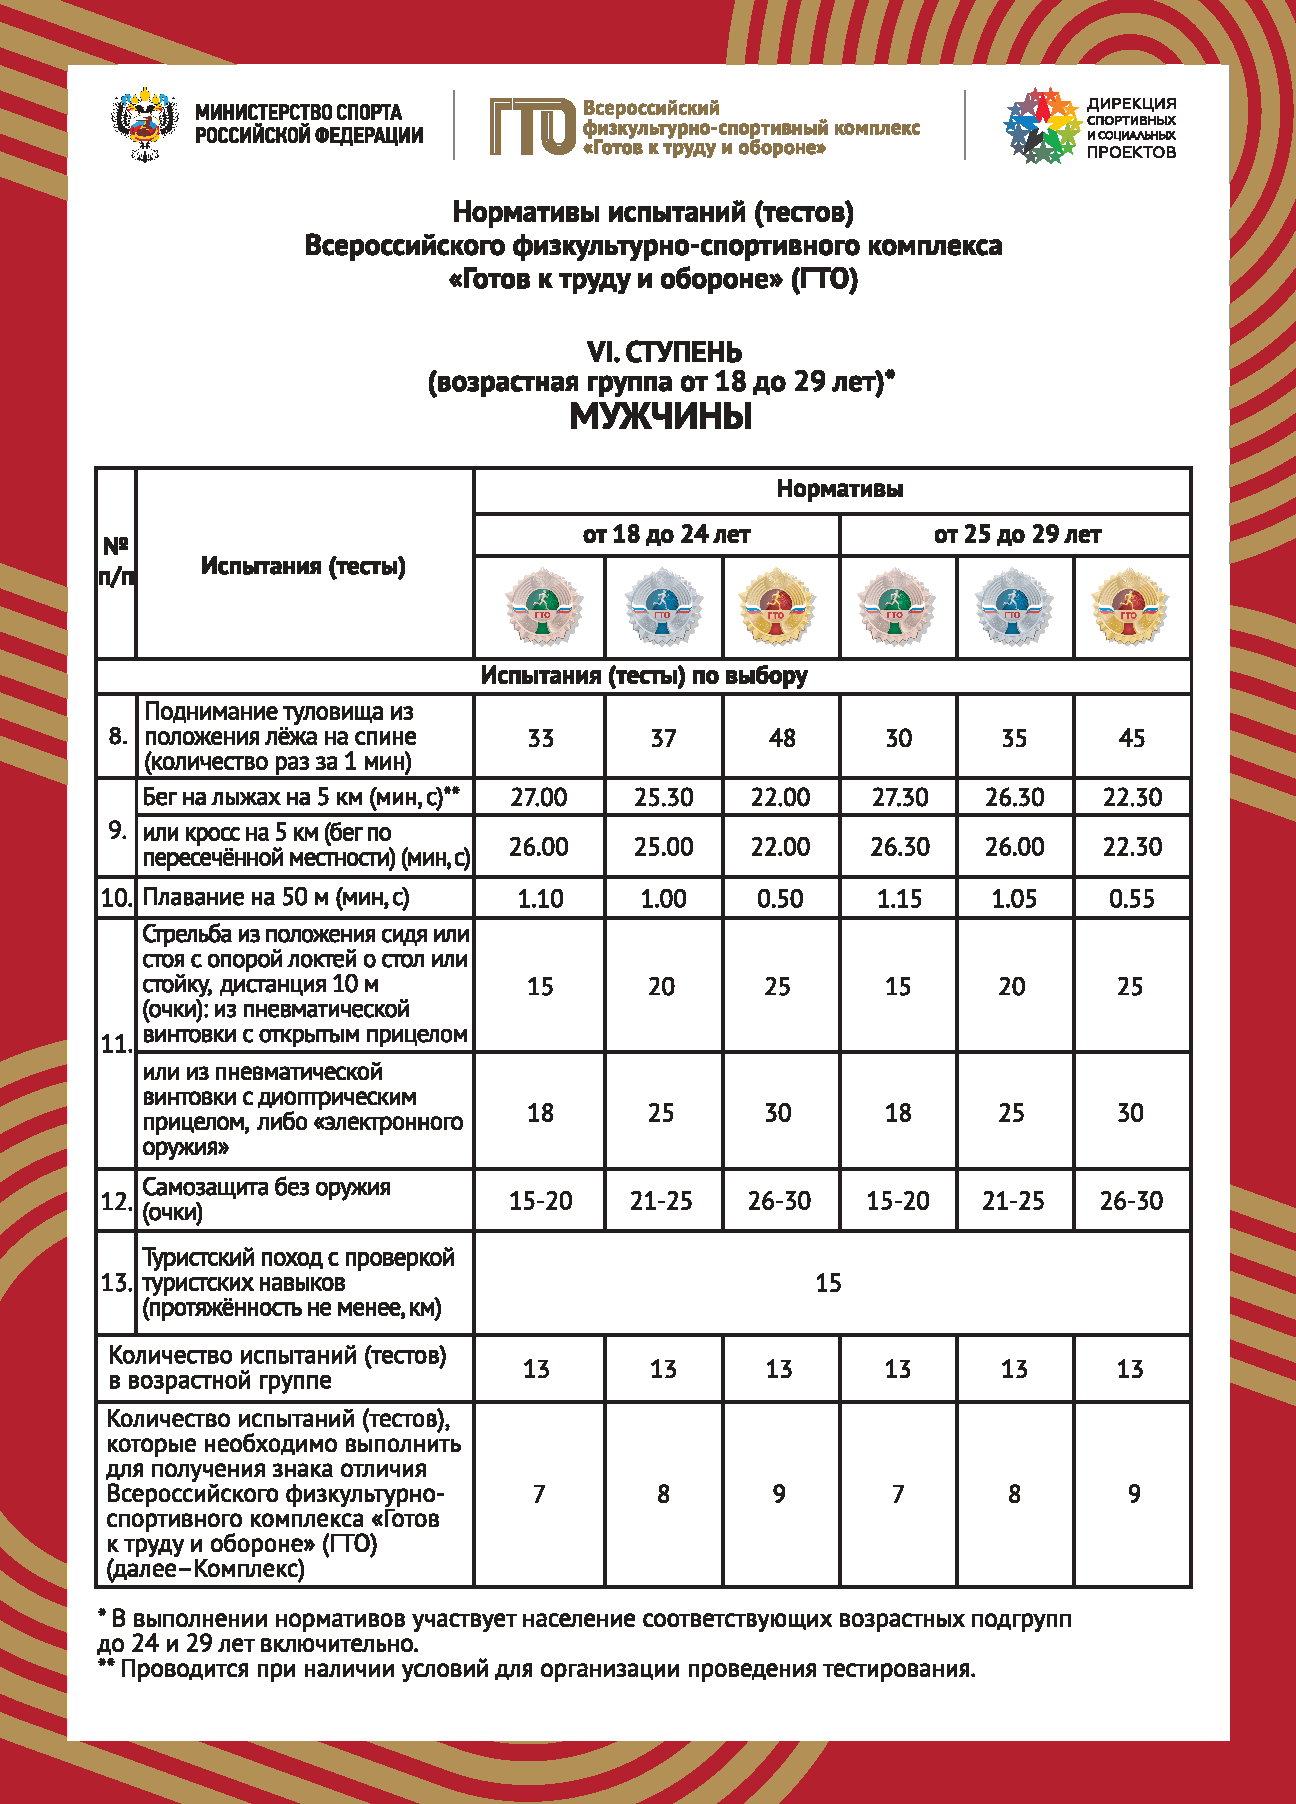 МИНИСТЕРСТВО СПОРТА
РОССИЙСКОЙ ФЕДЕРАЦИИ
ГТО
Всероссийский
физкультурно-спортивный комплекс
«Готов к труду и обороне»
ДИРЕКЦИЯ
СПОРТИВНЫХ
И СОЦИАЛЬНЫХ
ПРОЕКТОВ
Нормативы испытаний (тестов)
Всероссийского физкультурно-спортивного комплекса
«Готов к труду и обороне» (ГТО)
VI. СТУПЕНЬ
(возрастная группа от 18 до 29 лет)*
МУЖЧИНЫ
№
п/п
Испытания (тесты)
Нормативы
от 18 до 24 лет
от 25 до 29 лет
ГТО
ГТО
ГТО
ГТО
ГТО
ГТО
Испытания (тесты) по выбору
8.
Поднимание туловища из
положения лёжа на спине
(количество раз за 1 мин)
33 37 48 30 35 45
9.
Бег на лыжах на 5 км (мин, с)**
27.00 25.30 22.00 27.30 26.30 22.30
или кросс на 5 км (бег по
пересечённой местности) (мин, с)
26.00 25.00 22.00 26.30 26.00 22.30
10. Плавание на 50 м (мин, с) 1.10 1.00 0.50 1.15 1.05 0.55
11.
Стрельба из положения сидя или
стоя с опорой локтей о стол или
стойку, дистанция 10 м
(очки): из пневматической
винтовки с открытым прицелом
15 20 25 15 20 25
или из пневматической
винтовки с диоптрическим
прицелом, либо «электронного
оружия»
18 25 30 18 25 30
12.
Самозащита без оружия
(очки)
15-20 21-25 26-30 15-20 21-25 26-30
13.
Туристский поход с проверкой
туристских навыков
(протяжённость не менее, км)
15
Количество испытаний (тестов)
в возрастной группе
13 13 13 13 13 13
Количество испытаний (тестов),
которые необходимо выполнить
для получения знака отличия
Всероссийского физкультурно-
спортивного комплекса «Готов
к труду и обороне» (ГТО)
(далее–Комплекс)
7 8 9 7 8 9
* В выполнении нормативов участвует население соответствующих возрастных подгрупп
до 24 и 29 лет включительно.
** Проводится при наличии условий для организации проведения тестирования.